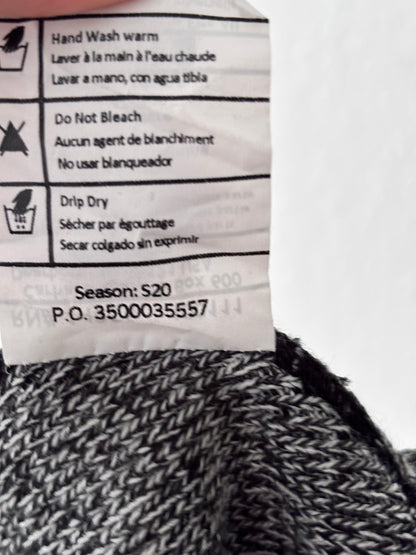 Hand Wash warm
Laver à la main à l'eau chaude
Lavar a mano, con agua tibla
Do Not Bleach
Aucun agent de blanchiment
No usar blanqueador
Drip Dry
Sécher par égouttage
Secar colgado sin exprimir
Season: S20
P.O. 3500035557